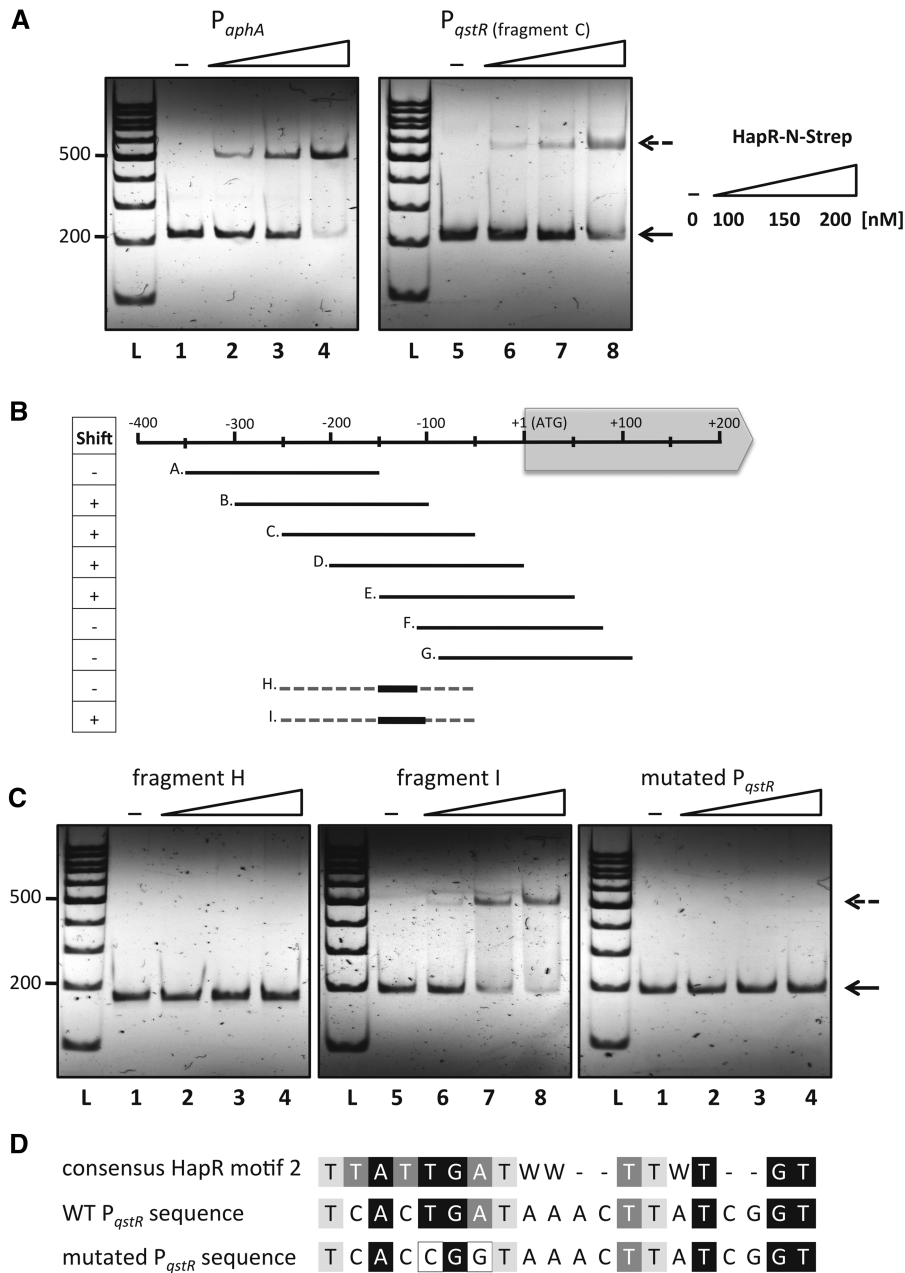 A
P aphA
P qstR (fragment C)
– –
500
200
HapR-N-Strep
–
0 100 150 200 [nM]
L 1 2 3 4 L 5 6 7 8
B
Shift
-400 -300 -200 -100 +1 (ATG) +100 +200
- A.
+ B.
+ C.
+ D.
+ E.
- F.
- G.
- H.
+ I.
C
fragment H fragment I mutated P qstR
– – –
500
200
L 1 2 3 4 L 5 6 7 8 L 1 2 3 4
D
consensus HapR motif 2 T T A T T G A T W W - - T T W T - - G T
WT P qstR sequence T C A C T G A T A A A C T T A T C G G T
mutated P qstR sequence T C A C C G G T A A A C T T A T C G G T